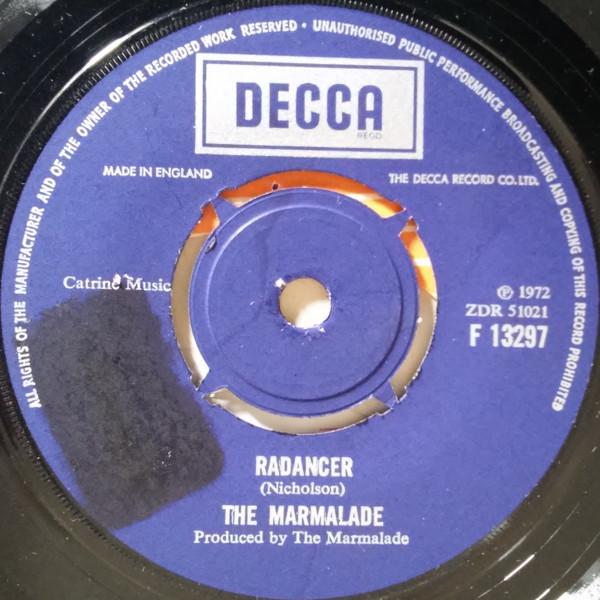 ALL RIGHTS OF THE MANUFACTURER AND OF THE OWNER OF THE RECORDED WORK RESERVED · UNAUTHORISED PUBLIC PERFORMANCE BROADCASTING AND COPYING OF THIS RECORD PROHIBITED
DECCA
REGD.
MADE IN ENGLAND
THE DECCA RECORD CO. LTD.
Catrine Music
℗ 1972
ZDR 51021
F 13297
RADANCER
(Nicholson)
THE MARMALADE
Produced by The Marmalade